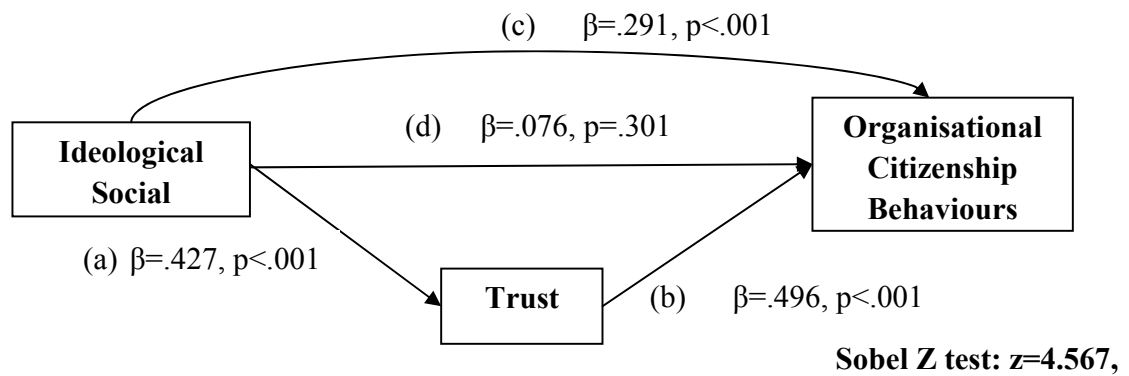 (c) β=.291, p<.001
(d) β=.076, p=.301
Ideological
Social
Organisational
Citizenship
Behaviours
(a) β=.427, p<.001
Trust
(b) β=.496, p<.001
Sobel Z test: z=4.567,